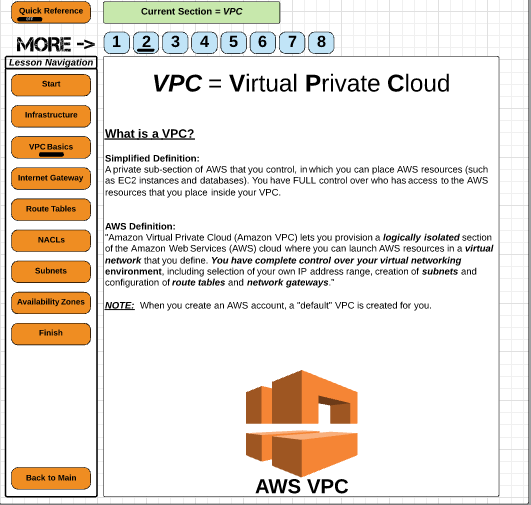 Quick Reference
Current Section = VPC
MORE -> 1 2 3 4 5 6 7 8
Lesson Navigation
Start
Infrastructure
VPC Basics
Internet Gateway
Route Tables
NACLs
Subnets
Availability Zones
Finish
Back to Main
VPC = Virtual Private Cloud
What is a VPC?
Simplified Definition:
A private sub-section of AWS that you control, in which you can place AWS resources (such
as EC2 instances and databases). You have FULL control over who has access to the AWS
resources that you place inside your VPC.
AWS Definition:
"Amazon Virtual Private Cloud (Amazon VPC) lets you provision a logically isolated section
of the Amazon Web Services (AWS) cloud where you can launch AWS resources in a virtual
network that you define. You have complete control over your virtual networking
environment, including selection of your own IP address range, creation of subnets and
configuration of route tables and network gateways."
NOTE: When you create an AWS account, a "default" VPC is created for you.
AWS VPC